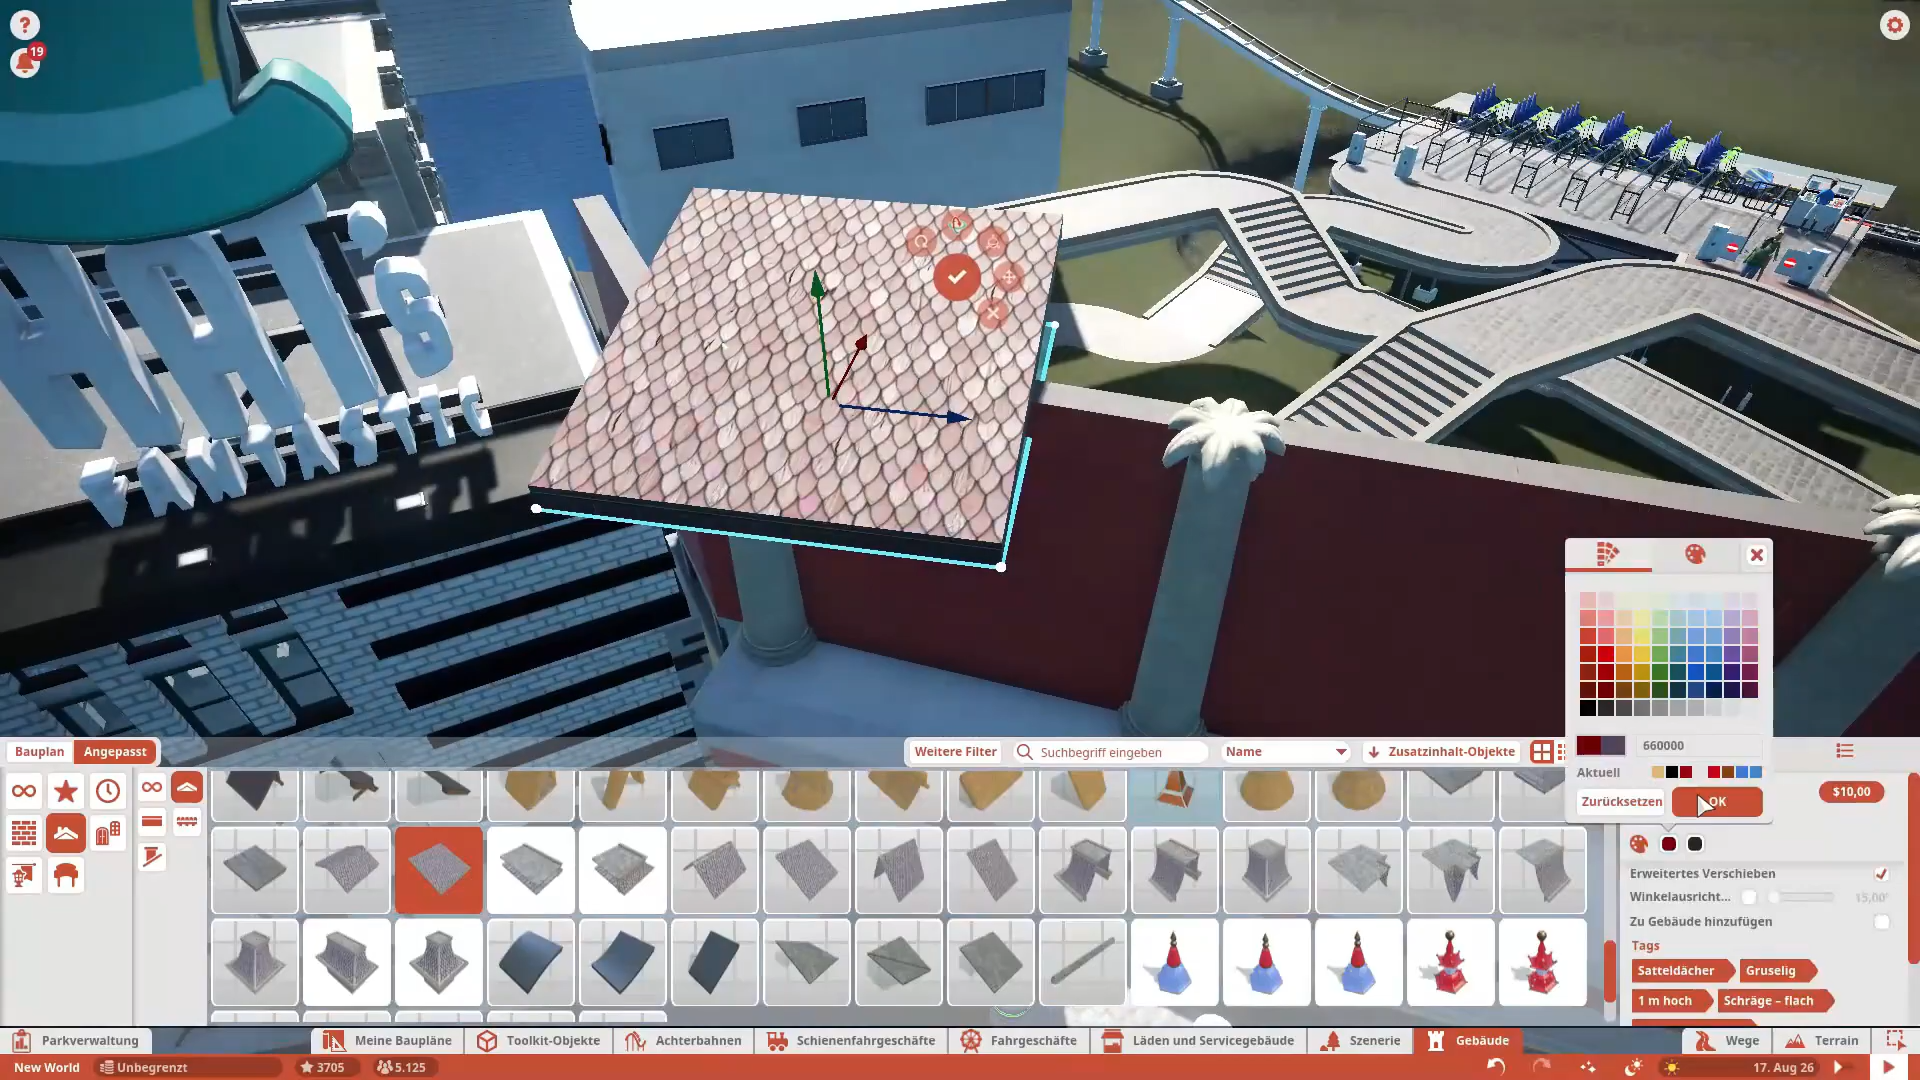 ?
19
HATS
FANTASTIC
660000
Aktuell
Zurücksetzen
OK
Bauplan
Angepasst
Weitere Filter
Suchbegriff eingeben
Name
Zusatzinhalt-Objekte
$10,00
Erweitertes Verschieben
Winkelausricht...
15,00°
Zu Gebäude hinzufügen
Tags
Satteldächer
Gruselig
1 m hoch
Schräge – flach
Parkverwaltung
Meine Baupläne
Toolkit-Objekte
Achterbahnen
Schienenfahrgeschäfte
Fahrgeschäfte
Läden und Servicegebäude
Szenerie
Gebäude
Wege
Terrain
New World
Unbegrenzt
3705
5.125
17. Aug 26